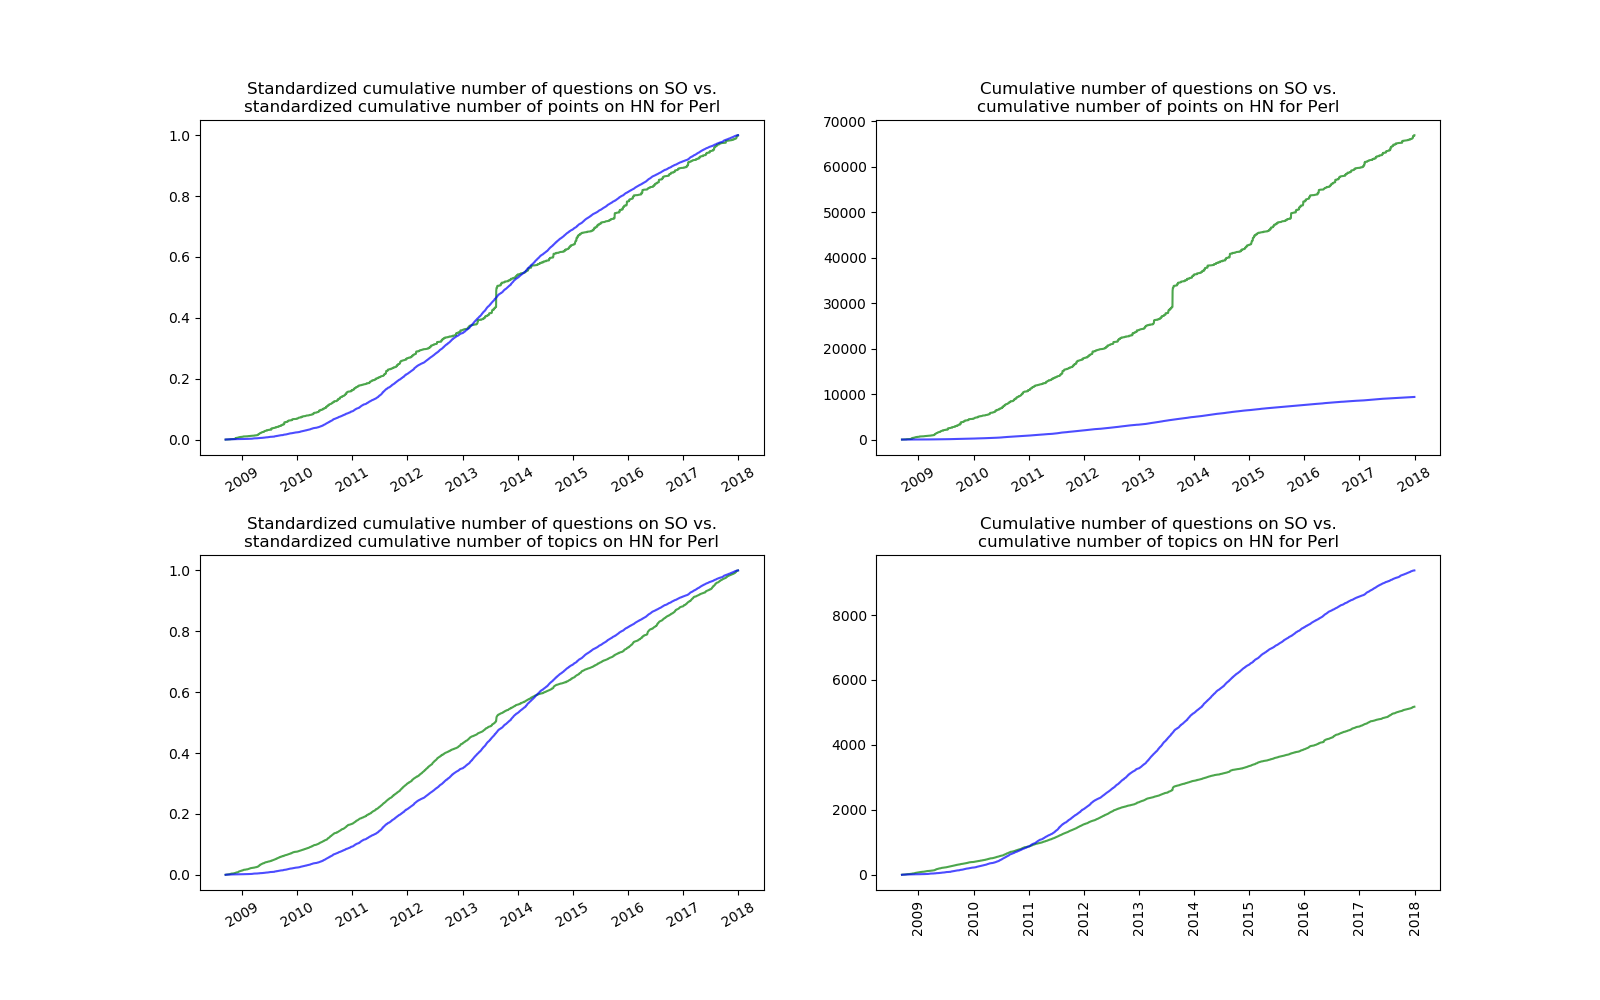 Standardized cumulative number of questions on SO vs.
standardized cumulative number of points on HN for Perl
1.0
0.8
0.6
0.4
0.2
0.0
2009 2010 2011 2012 2013 2014 2015 2016 2017 2018
Cumulative number of questions on SO vs.
cumulative number of points on HN for Perl
70000
60000
50000
40000
30000
20000
10000
0
2009 2010 2011 2012 2013 2014 2015 2016 2017 2018
Standardized cumulative number of questions on SO vs.
standardized cumulative number of topics on HN for Perl
1.0
0.8
0.6
0.4
0.2
0.0
2009 2010 2011 2012 2013 2014 2015 2016 2017 2018
Cumulative number of questions on SO vs.
cumulative number of topics on HN for Perl
8000
6000
4000
2000
0
2009 2010 2011 2012 2013 2014 2015 2016 2017 2018